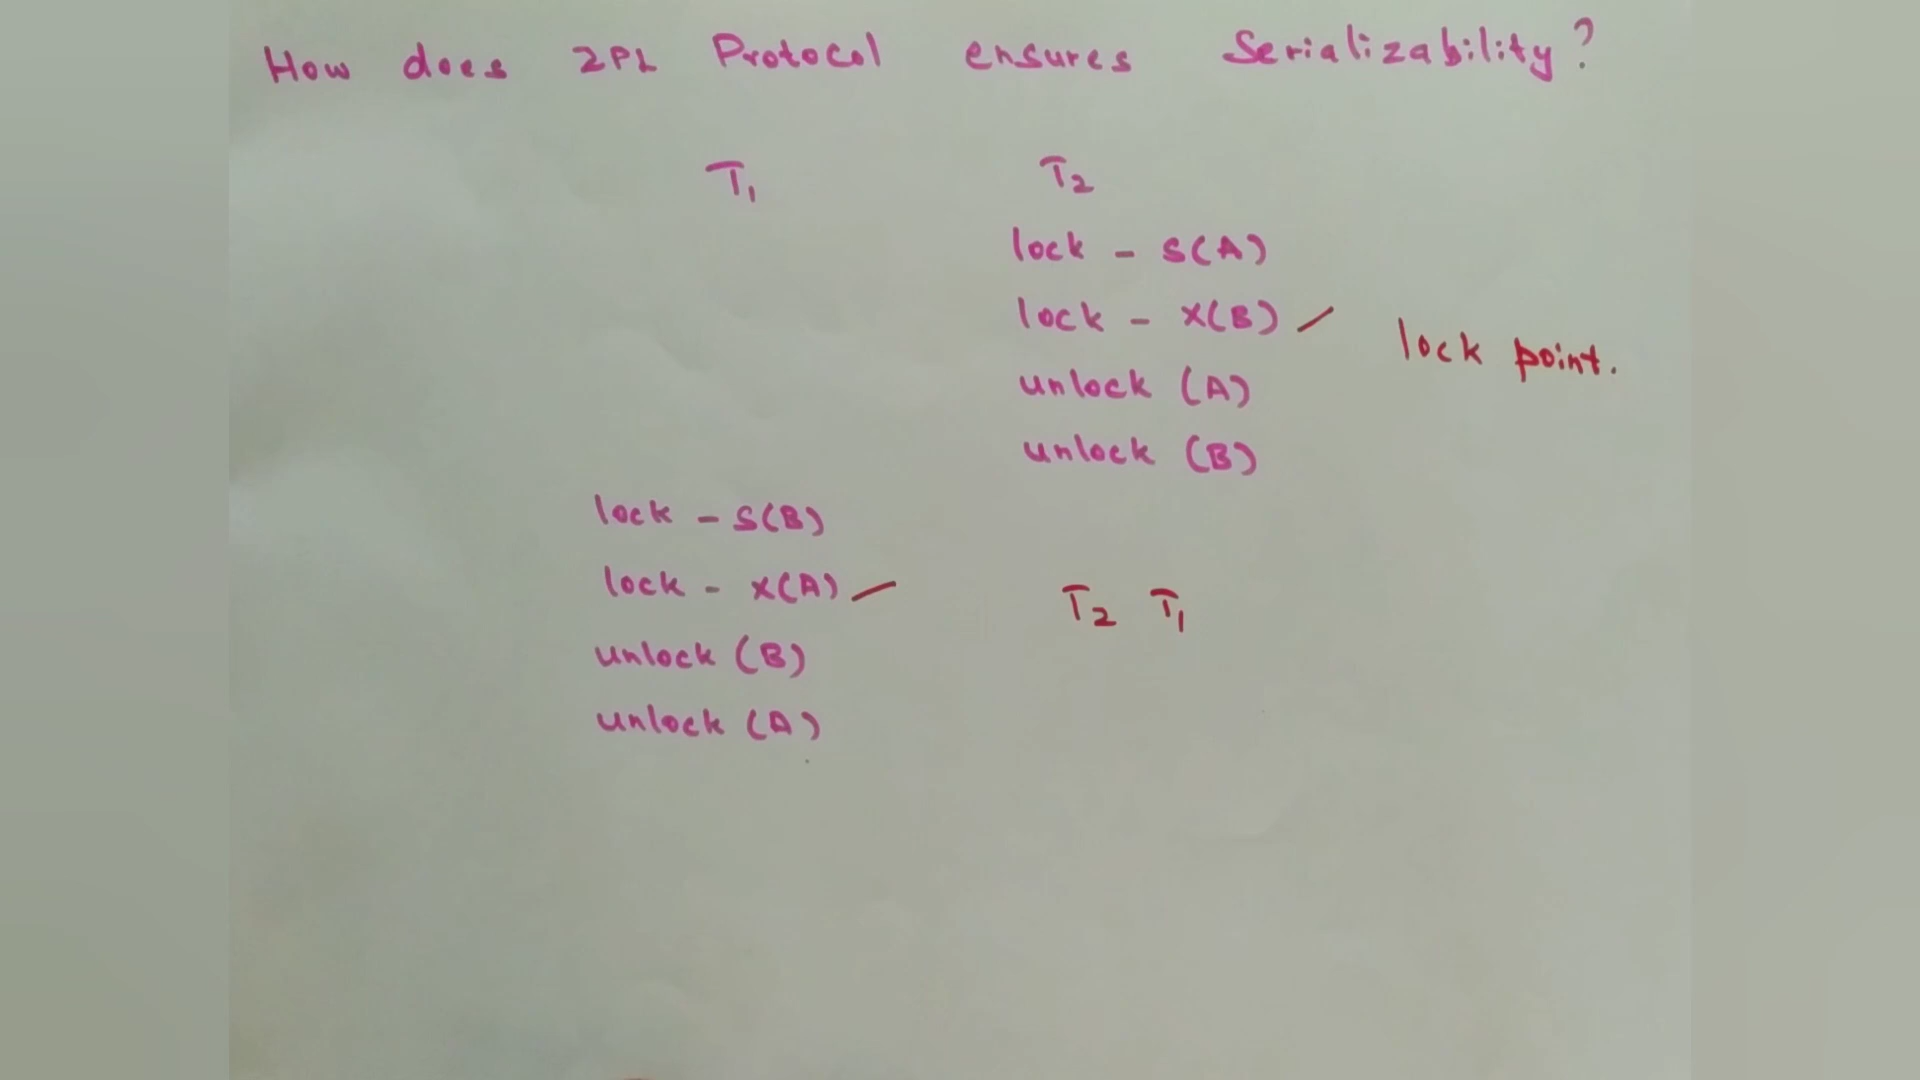 How does 2PL Protocol ensures Serializability?
T1 T2
lock - S(A)
lock - X(B)
lock point.
unlock (A)
unlock (B)
lock - S(B)
lock - X(A)
T2 T1
unlock (B)
unlock (A)